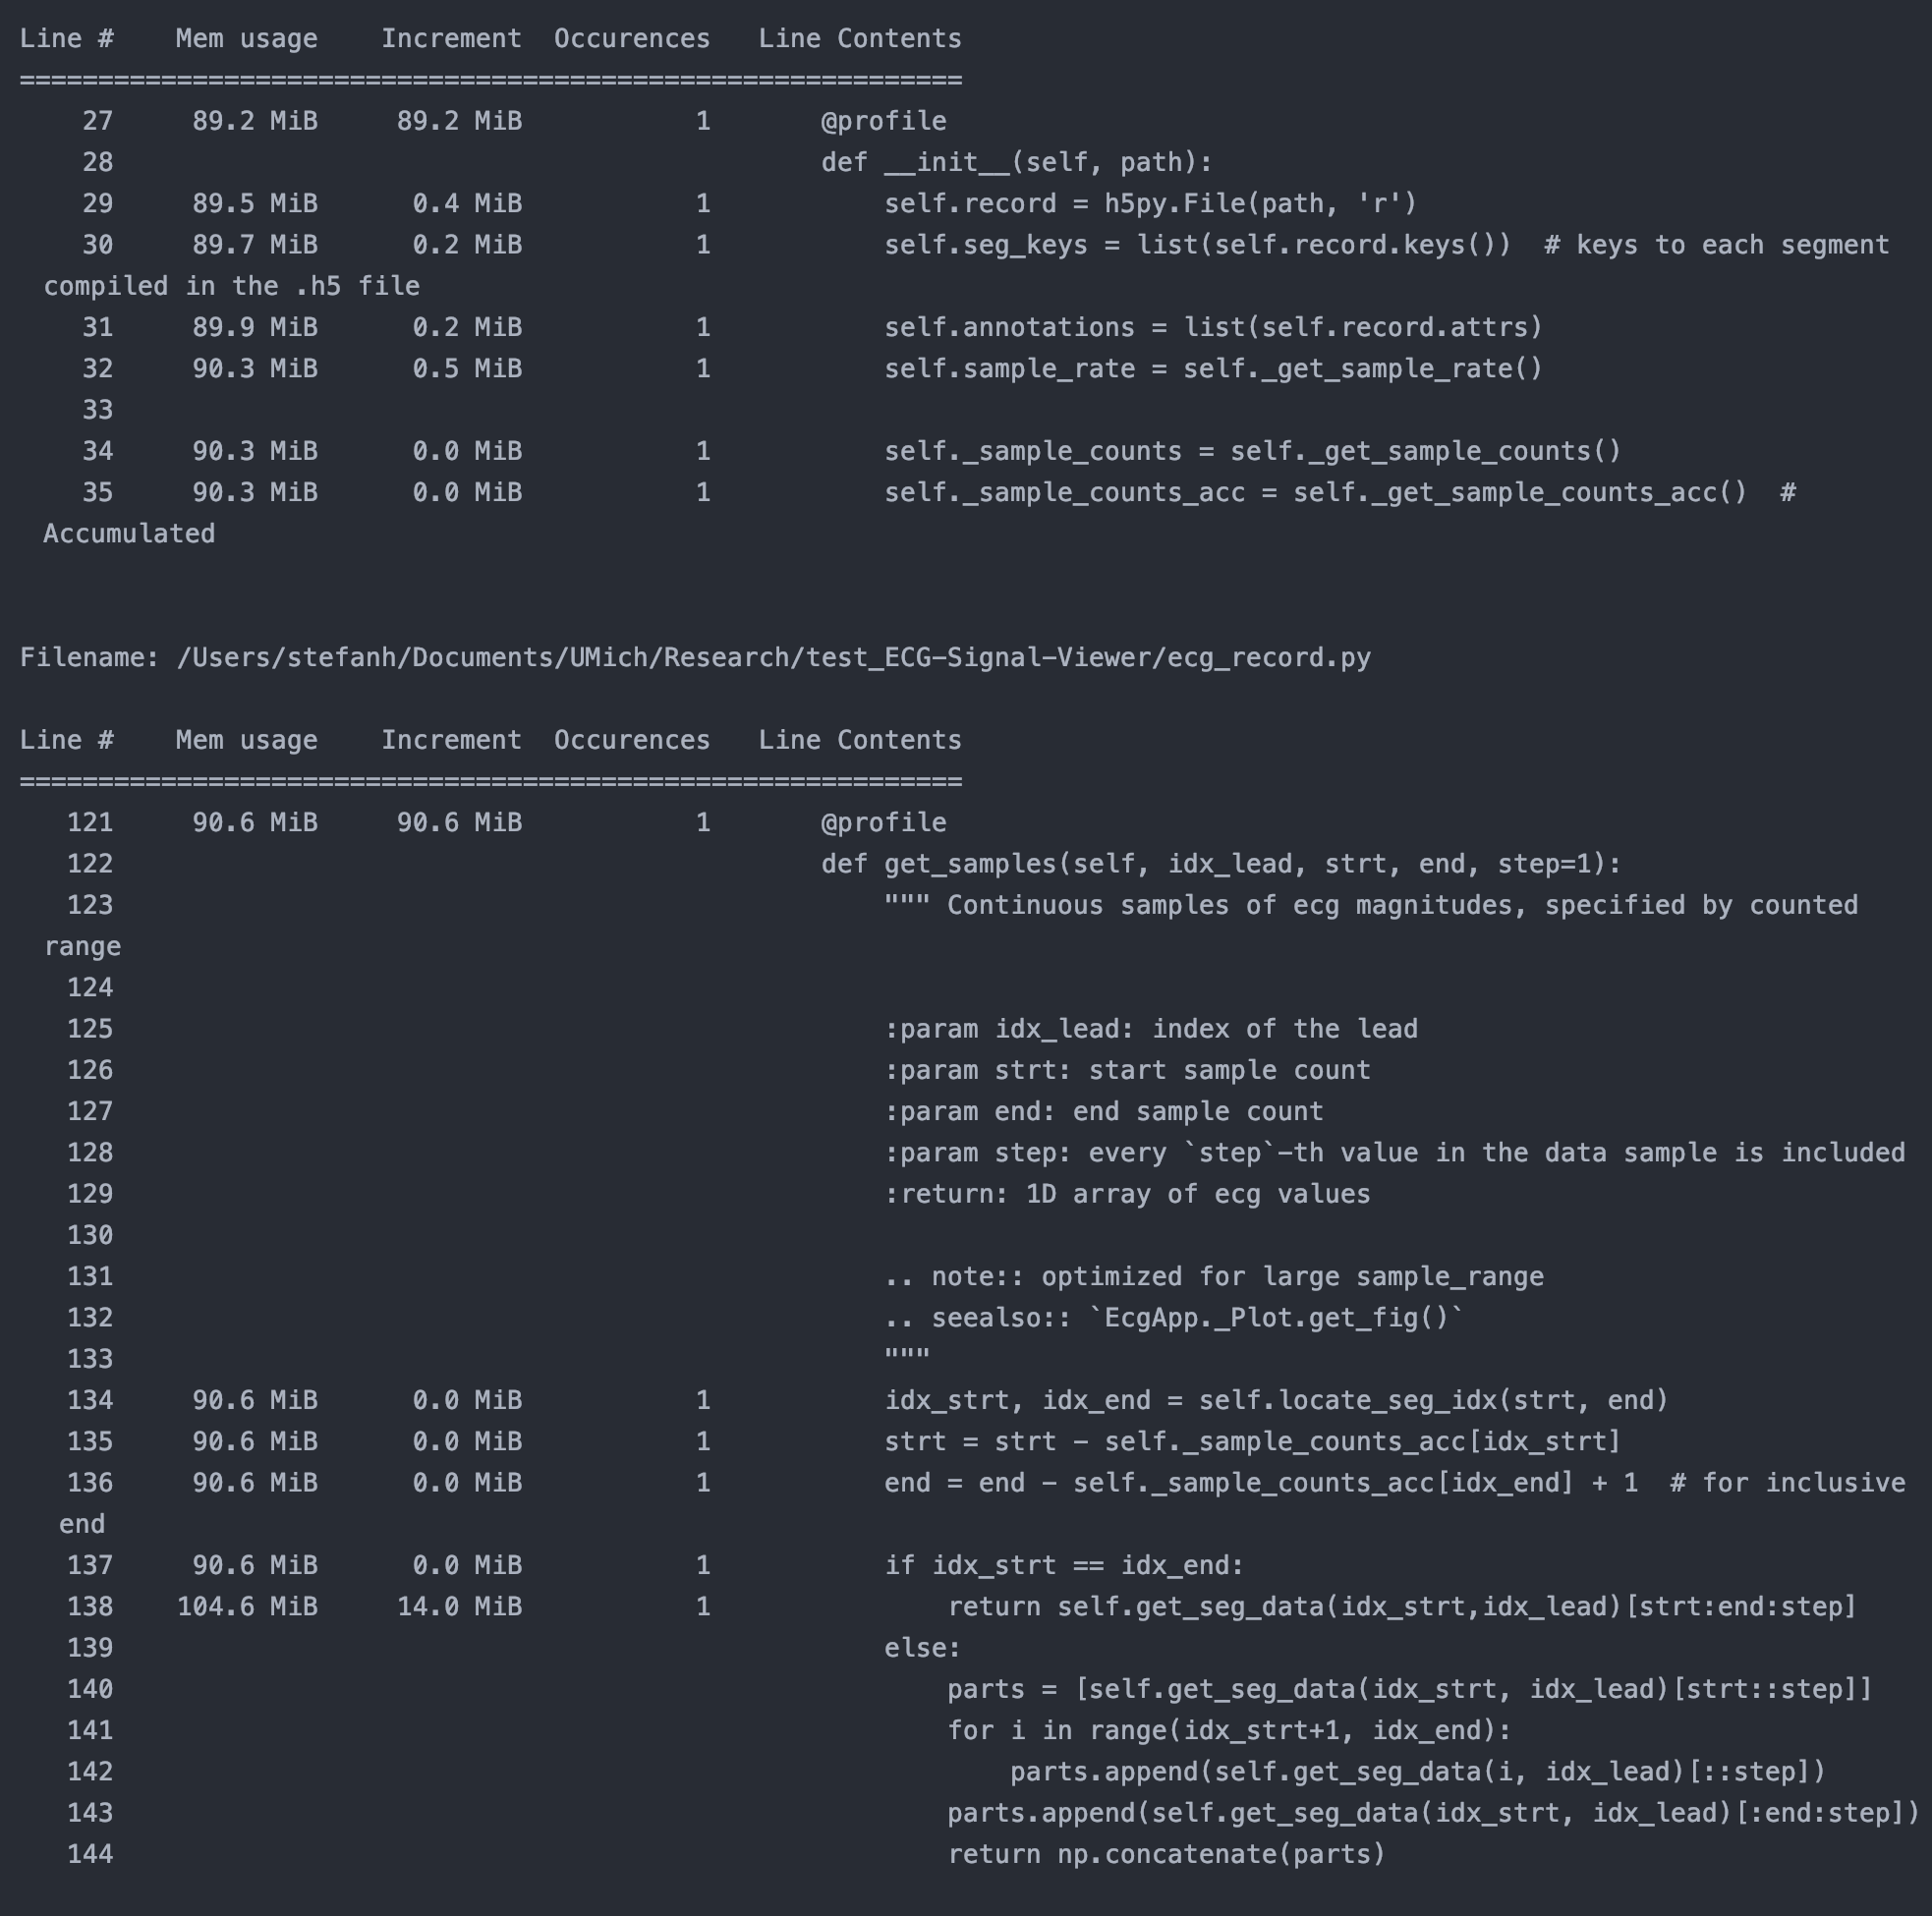 Line #    Mem usage    Increment  Occurences   Line Contents
============================================================
    27     89.2 MiB     89.2 MiB           1       @profile
    28                                             def __init__(self, path):
    29     89.5 MiB      0.4 MiB           1           self.record = h5py.File(path, 'r')
    30     89.7 MiB      0.2 MiB           1           self.seg_keys = list(self.record.keys())  # keys to each segment
compiled in the .h5 file
    31     89.9 MiB      0.2 MiB           1           self.annotations = list(self.record.attrs)
    32     90.3 MiB      0.5 MiB           1           self.sample_rate = self._get_sample_rate()
    33
    34     90.3 MiB      0.0 MiB           1           self._sample_counts = self._get_sample_counts()
    35     90.3 MiB      0.0 MiB           1           self._sample_counts_acc = self._get_sample_counts_acc()  #
Accumulated
Filename: /Users/stefanh/Documents/UMich/Research/test_ECG-Signal-Viewer/ecg_record.py
Line #    Mem usage    Increment  Occurences   Line Contents
============================================================
   121     90.6 MiB     90.6 MiB           1       @profile
   122                                             def get_samples(self, idx_lead, strt, end, step=1):
   123                                                 """ Continuous samples of ecg magnitudes, specified by counted
range
   124
   125                                                 :param idx_lead: index of the lead
   126                                                 :param strt: start sample count
   127                                                 :param end: end sample count
   128                                                 :param step: every `step`-th value in the data sample is included
   129                                                 :return: 1D array of ecg values
   130
   131                                                 .. note:: optimized for large sample_range
   132                                                 .. seealso:: `EcgApp._Plot.get_fig()`
   133                                                 """
   134     90.6 MiB      0.0 MiB           1           idx_strt, idx_end = self.locate_seg_idx(strt, end)
   135     90.6 MiB      0.0 MiB           1           strt = strt - self._sample_counts_acc[idx_strt]
   136     90.6 MiB      0.0 MiB           1           end = end - self._sample_counts_acc[idx_end] + 1  # for inclusive
end
   137     90.6 MiB      0.0 MiB           1           if idx_strt == idx_end:
   138    104.6 MiB     14.0 MiB           1               return self.get_seg_data(idx_strt,idx_lead)[strt:end:step]
   139                                                 else:
   140                                                     parts = [self.get_seg_data(idx_strt, idx_lead)[strt::step]]
   141                                                     for i in range(idx_strt+1, idx_end):
   142                                                         parts.append(self.get_seg_data(i, idx_lead)[::step])
   143                                                     parts.append(self.get_seg_data(idx_strt, idx_lead)[:end:step])
   144                                                     return np.concatenate(parts)